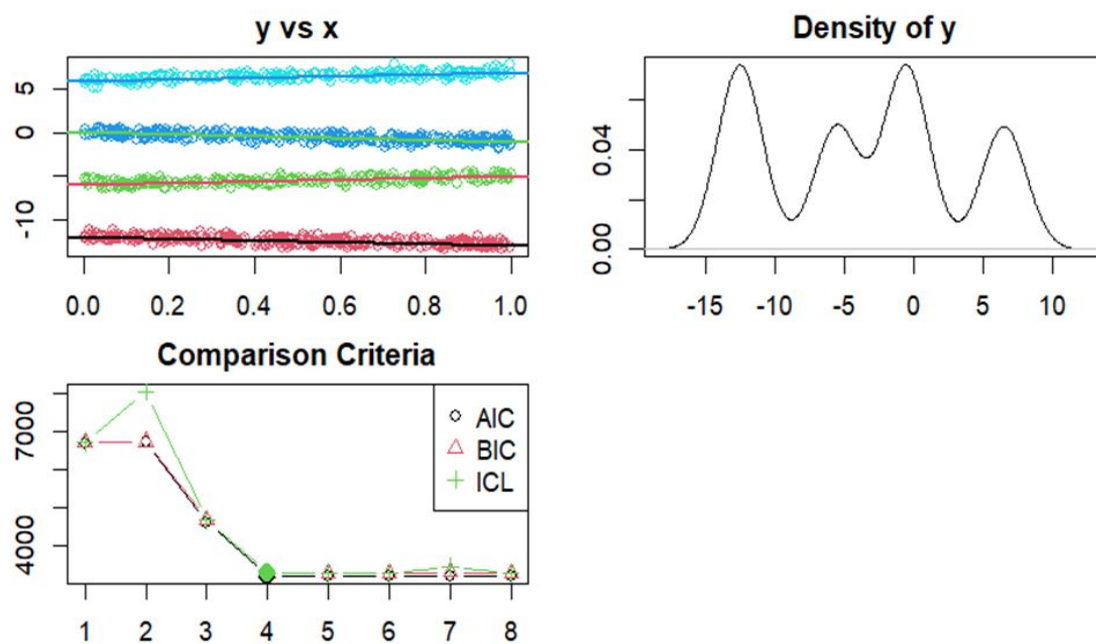 y vs x
5
0
-10
0.0 0.2 0.4 0.6 0.8 1.0
Density of y
0.04
0.00
-15 -10 -5 0 5 10
Comparison Criteria
7000
4000
AIC
BIC
ICL
1 2 3 4 5 6 7 8